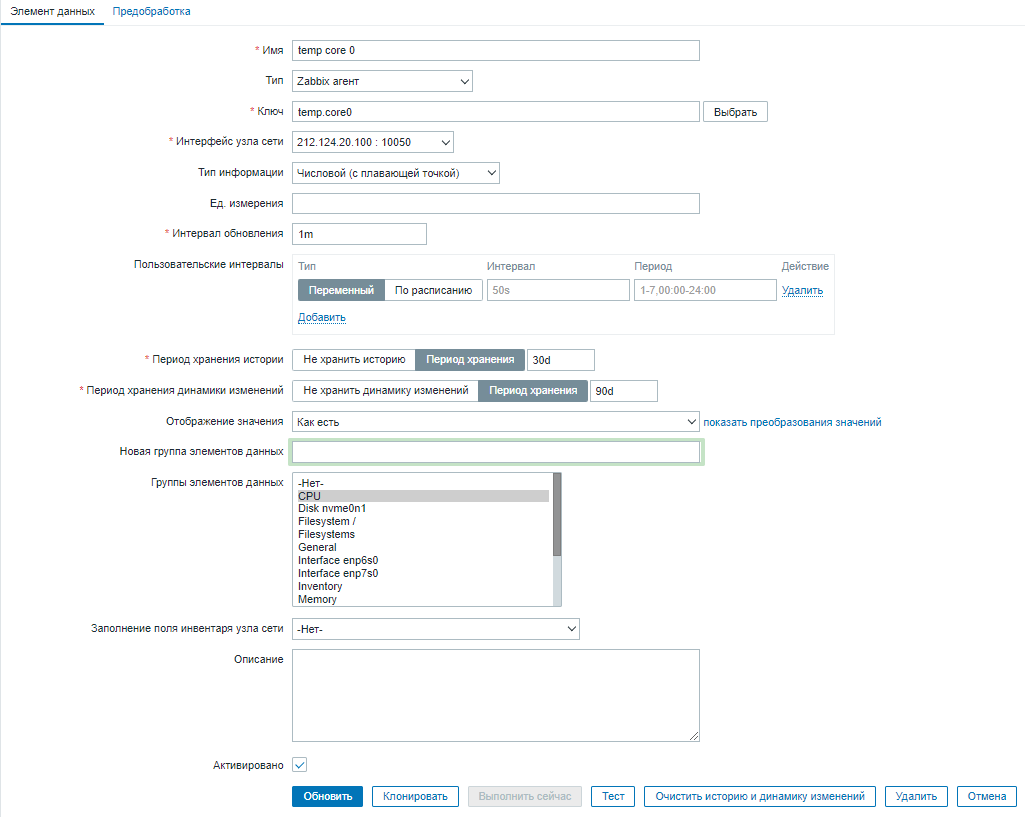 Элемент данных Предобработка
* Имя temp core 0
Тип Zabbix агент
* Ключ temp.core0 Выбрать
* Интерфейс узла сети 212.124.20.100 : 10050
Тип информации Числовой (с плавающей точкой)
Ед. измерения
* Интервал обновления 1m
Пользовательские интервалы Тип Интервал Период Действие
Переменный По расписанию 50s 1-7,00:00-24:00 Удалить
Добавить
* Период хранения истории Не хранить историю Период хранения 30d
* Период хранения динамики изменений Не хранить динамику изменений Период хранения 90d
Отображение значения Как есть показать преобразования значений
Новая группа элементов данных
Группы элементов данных -Нет-
CPU
Disk nvme0n1
Filesystem /
Filesystems
General
Interface enp6s0
Interface enp7s0
Inventory
Memory
Заполнение поля инвентаря узла сети -Нет-
Описание
Активировано
Обновить Клонировать Выполнить сейчас Тест Очистить историю и динамику изменений Удалить Отмена